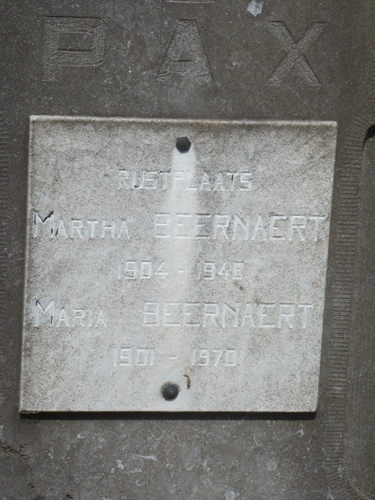 PAX
RUSTPLAATS
MARTHA BEERNAERT
1904 - 1948
MARIA BEERNAERT
1901 - 1970